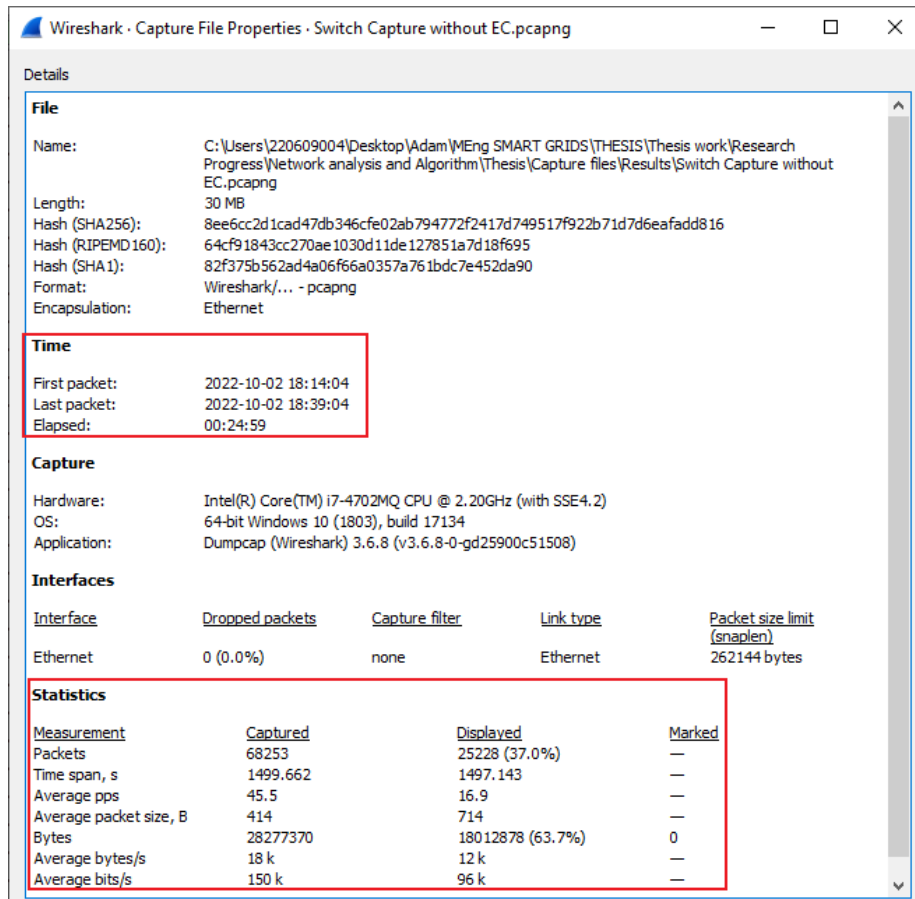 Wireshark · Capture File Properties · Switch Capture without EC.pcapng
Details
File
Name: C:\Users\220609004\Desktop\Adam\MEng SMART GRIDS\THESIS\Thesis work\Research
Progress\Network analysis and Algorithm\Thesis\Capture files\Results\Switch Capture without
EC.pcapng
Length: 30 MB
Hash (SHA256): 8ee6cc2d1cad47db346cfe02ab794772f2417d749517f922b71d7d6eafadd816
Hash (RIPEMD160): 64cf91843cc270ae1030d11de127851a7d18f695
Hash (SHA1): 82f375b562ad4a06f66a0357a761bdc7e452da90
Format: Wireshark/... - pcapng
Encapsulation: Ethernet
Time
First packet: 2022-10-02 18:14:04
Last packet: 2022-10-02 18:39:04
Elapsed: 00:24:59
Capture
Hardware: Intel(R) Core(TM) i7-4702MQ CPU @ 2.20GHz (with SSE4.2)
OS: 64-bit Windows 10 (1803), build 17134
Application: Dumpcap (Wireshark) 3.6.8 (v3.6.8-0-gd25900c51508)
Interfaces
Interface Dropped packets Capture filter Link type Packet size limit
(snaplen)
Ethernet 0 (0.0%) none Ethernet 262144 bytes
Statistics
Measurement Captured Displayed Marked
Packets 68253 25228 (37.0%) —
Time span, s 1499.662 1497.143 —
Average pps 45.5 16.9 —
Average packet size, B 414 714 —
Bytes 28277370 18012878 (63.7%) 0
Average bytes/s 18 k 12 k —
Average bits/s 150 k 96 k —